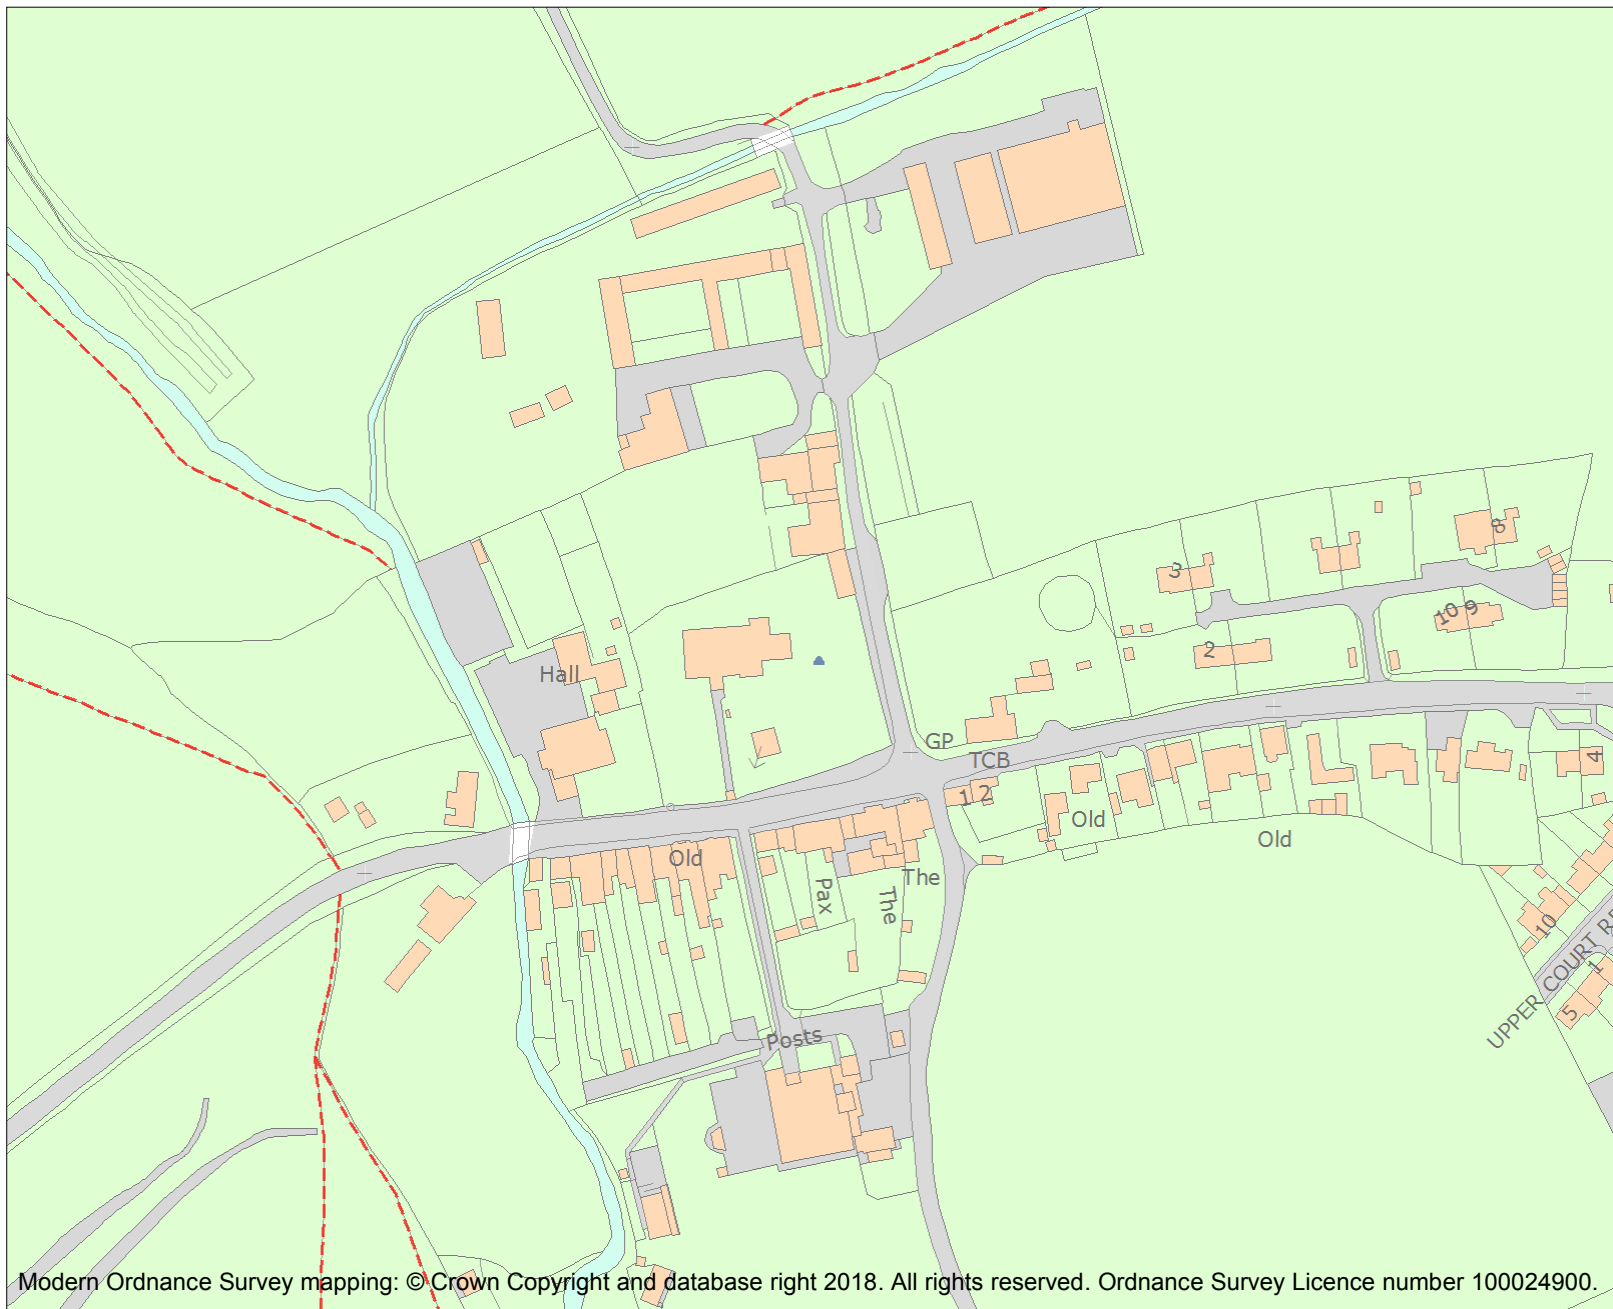 8
3
10 9
2
Hall
GP
TCB
4
1 2
Old
Old
Old
The
Pax
The
10
1
UPPER COURT R
5
Posts
Modern Ordnance Survey mapping: © Crown Copyright and database right 2018. All rights reserved. Ordnance Survey Licence number 100024900.